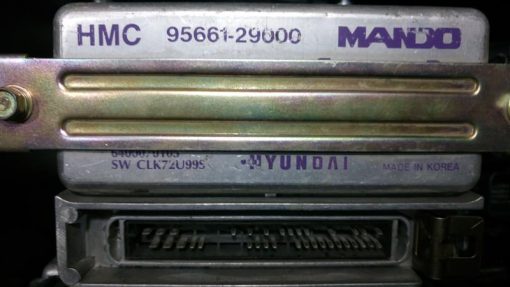 HMC 95661-29000 MANDO
SW CLK72U99S HYUNDAI MADE IN KOREA